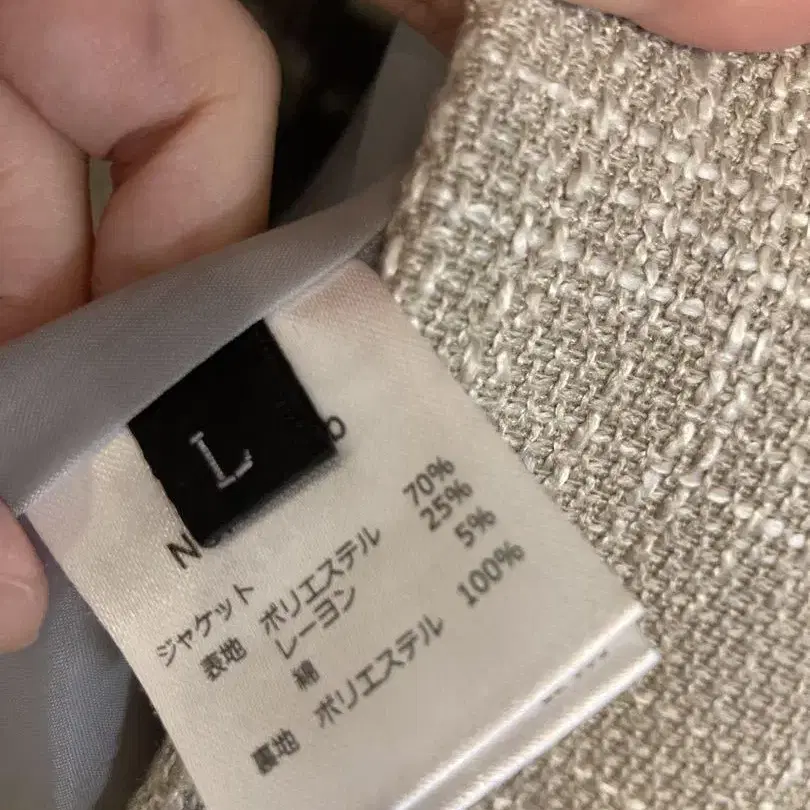 L
ジャケット
表地 ポリエステル 70%
レーヨン 25%
綿 5%
裏地 ポリエステル 100%